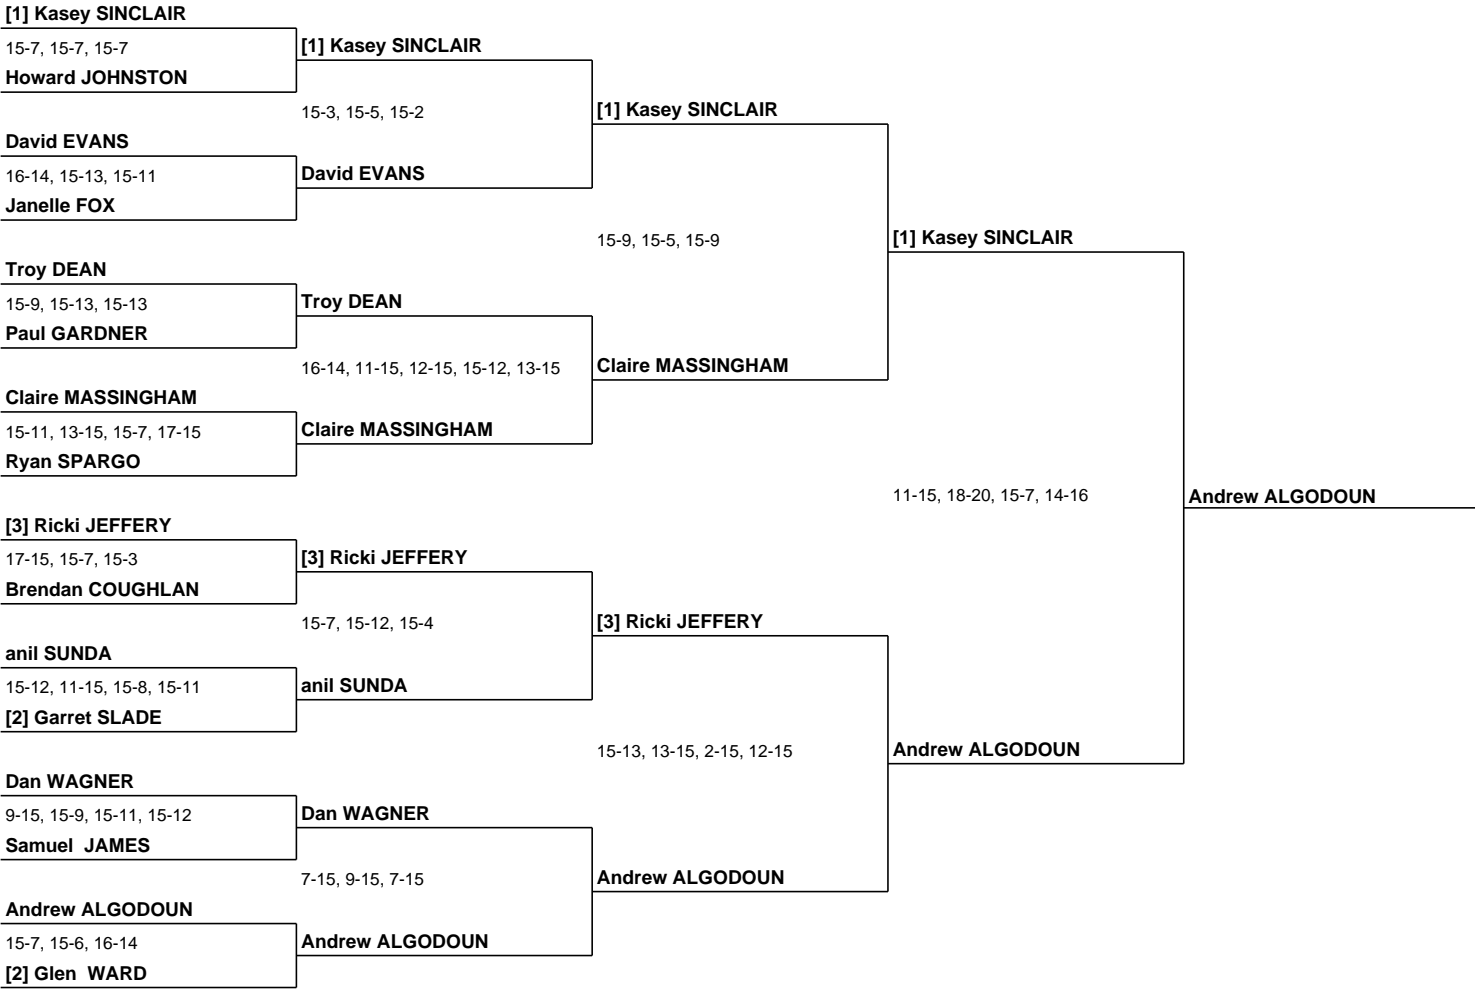 [1] Kasey SINCLAIR
15-7, 15-7, 15-7
Howard JOHNSTON
David EVANS
16-14, 15-13, 15-11
Janelle FOX
Troy DEAN
15-9, 15-13, 15-13
Paul GARDNER
Claire MASSINGHAM
15-11, 13-15, 15-7, 17-15
Ryan SPARGO
[3] Ricki JEFFERY
17-15, 15-7, 15-3
Brendan COUGHLAN
anil SUNDA
15-12, 11-15, 15-8, 15-11
[2] Garret SLADE
Dan WAGNER
9-15, 15-9, 15-11, 15-12
Samuel  JAMES
Andrew ALGODOUN
15-7, 15-6, 16-14
[2] Glen  WARD
[1] Kasey SINCLAIR
15-3, 15-5, 15-2
David EVANS
Troy DEAN
16-14, 11-15, 12-15, 15-12, 13-15
Claire MASSINGHAM
[3] Ricki JEFFERY
15-7, 15-12, 15-4
anil SUNDA
Dan WAGNER
7-15, 9-15, 7-15
Andrew ALGODOUN
[1] Kasey SINCLAIR
15-9, 15-5, 15-9
Claire MASSINGHAM
[3] Ricki JEFFERY
15-13, 13-15, 2-15, 12-15
Andrew ALGODOUN
[1] Kasey SINCLAIR
11-15, 18-20, 15-7, 14-16
Andrew ALGODOUN
Andrew ALGODOUN